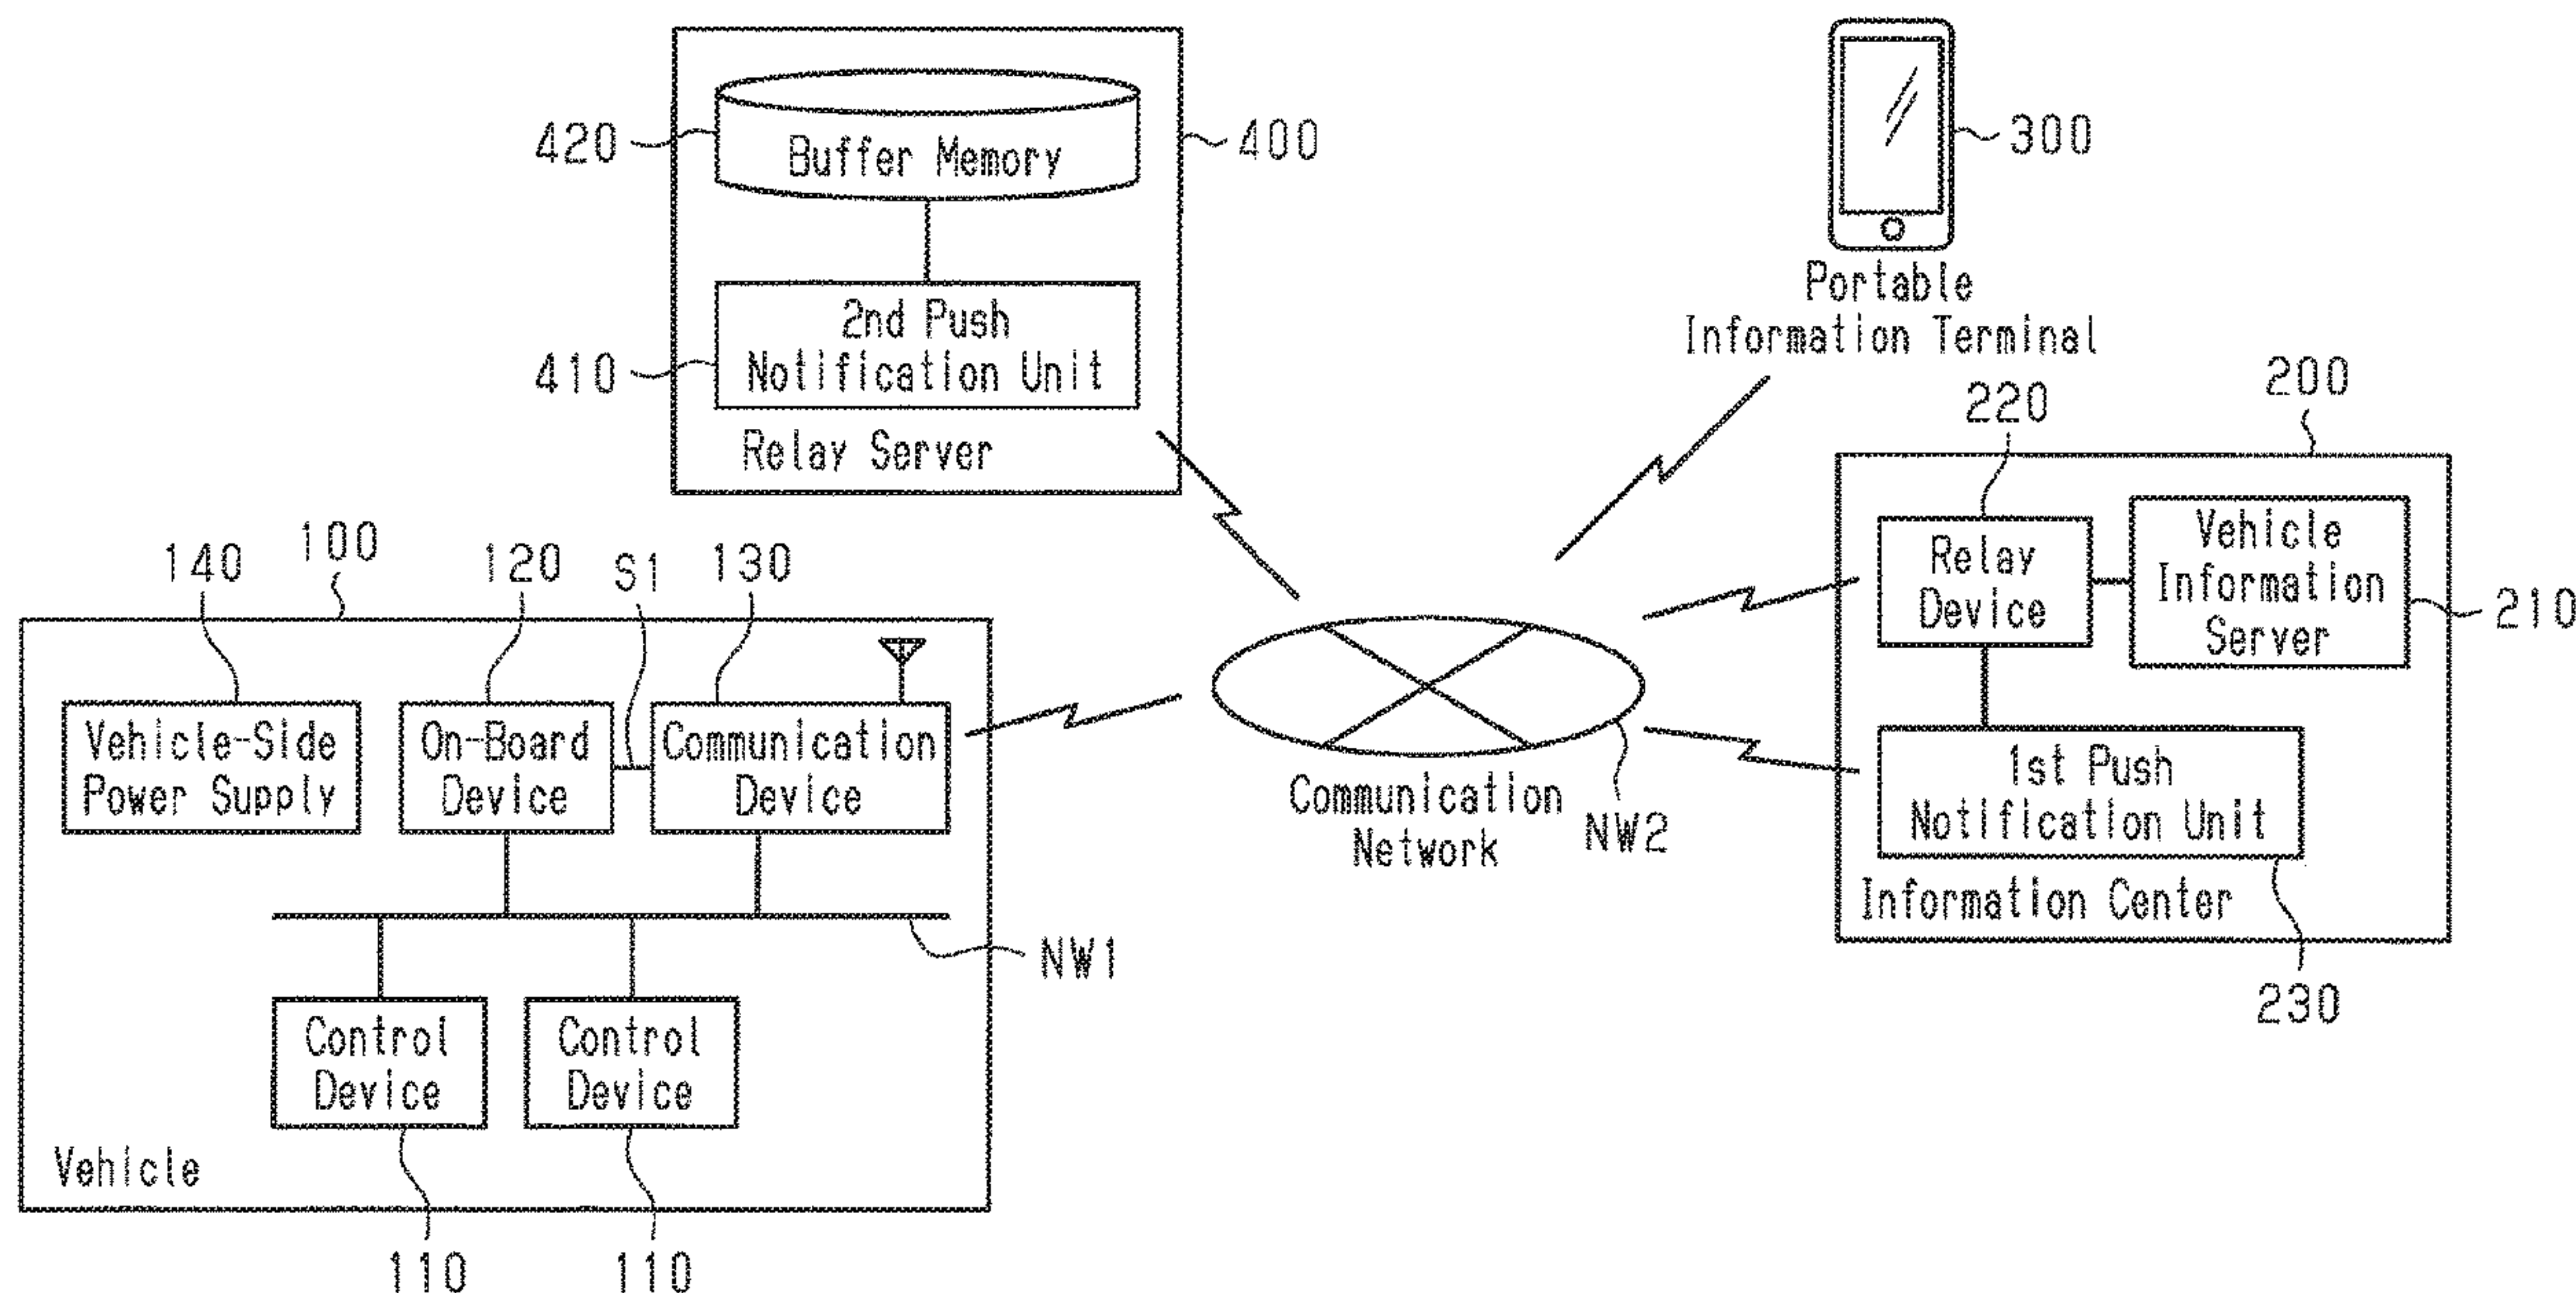 420
Buffer Memory
400
2nd Push
Notification Unit
410
Relay Server
300
Portable
Information Terminal
200
220
Relay
Device
Vehicle
Information
Server
210
1st Push
Notification Unit
Information Center
230
Communication
Network
NW2
100
140
120
S1
130
Vehicle-Side
Power Supply
On-Board
Device
Communication
Device
NW1
Control
Device
Control
Device
Vehicle
110
110